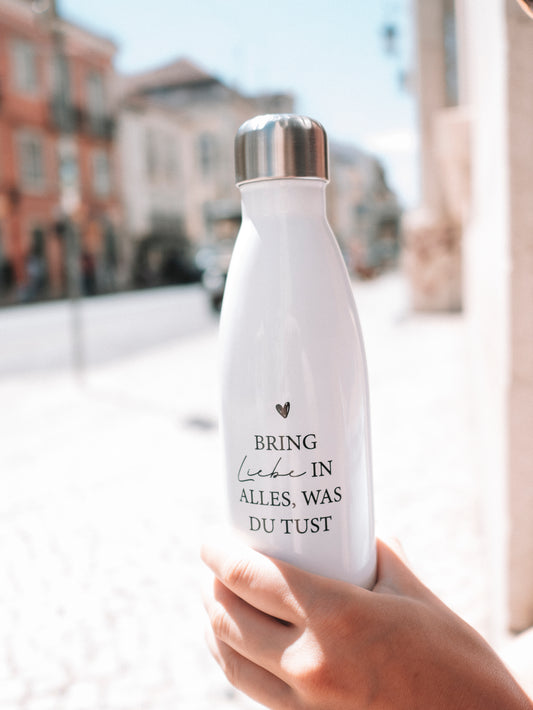 BRING
Liebe IN
ALLES, WAS
DU TUST